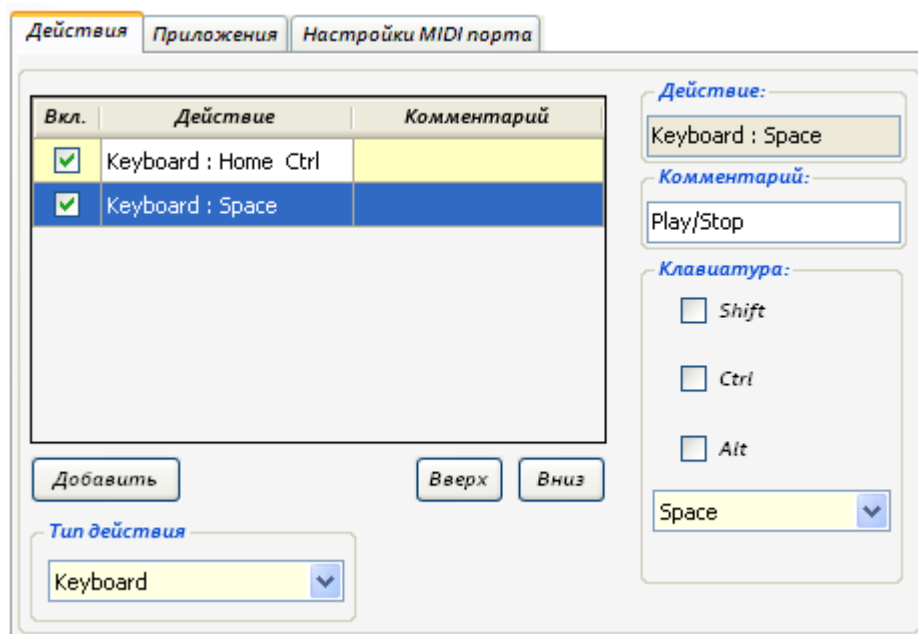 Действия Приложения Настройки MIDI порта
Вкл. Действие Комментарий
Keyboard : Home Ctrl
Keyboard : Space
Добавить Вверх Вниз
Тип действия
Keyboard
Действие:
Keyboard : Space
Комментарий:
Play/Stop
Клавиатура:
Shift
Ctrl
Alt
Space